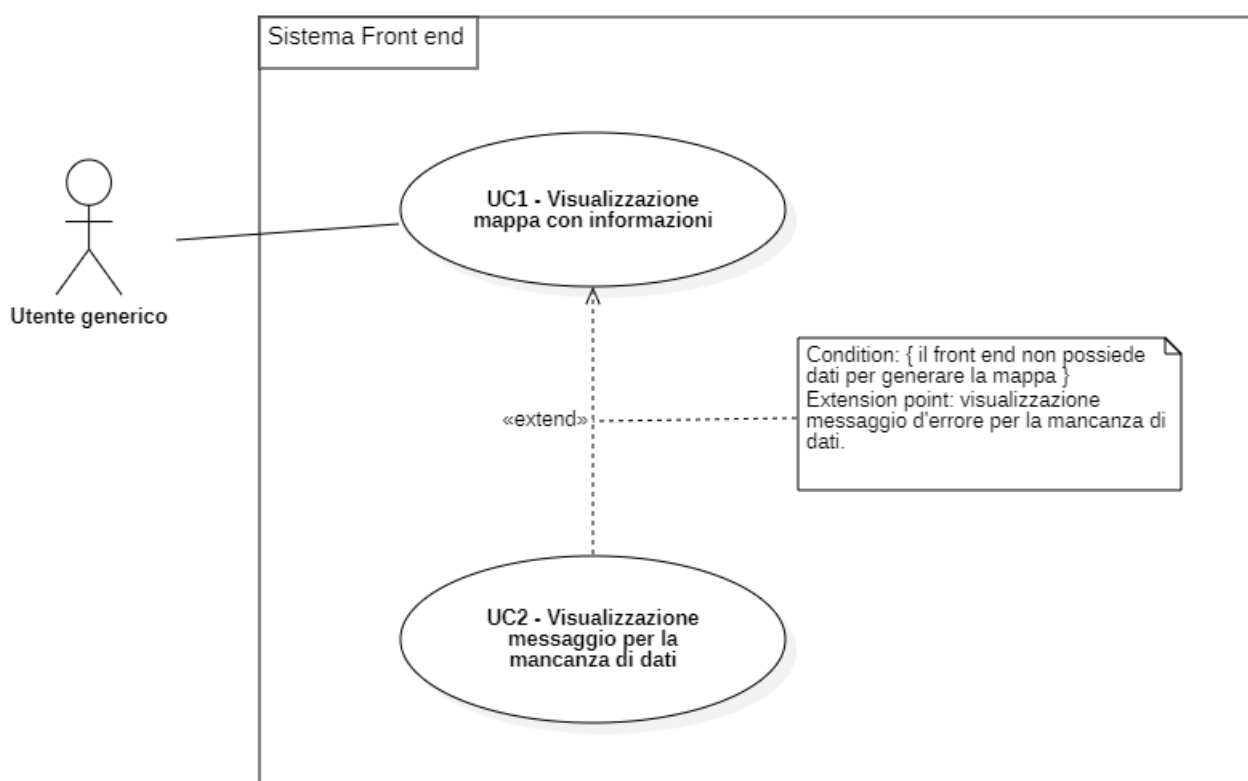 Sistema Front end
UC1 - Visualizzazione
mappa con informazioni
Utente generico
Condition: { il front end non possiede
dati per generare la mappa }
Extension point: visualizzazione
messaggio d'errore per la mancanza di
dati.
«extend»
UC2 - Visualizzazione
messaggio per la
mancanza di dati